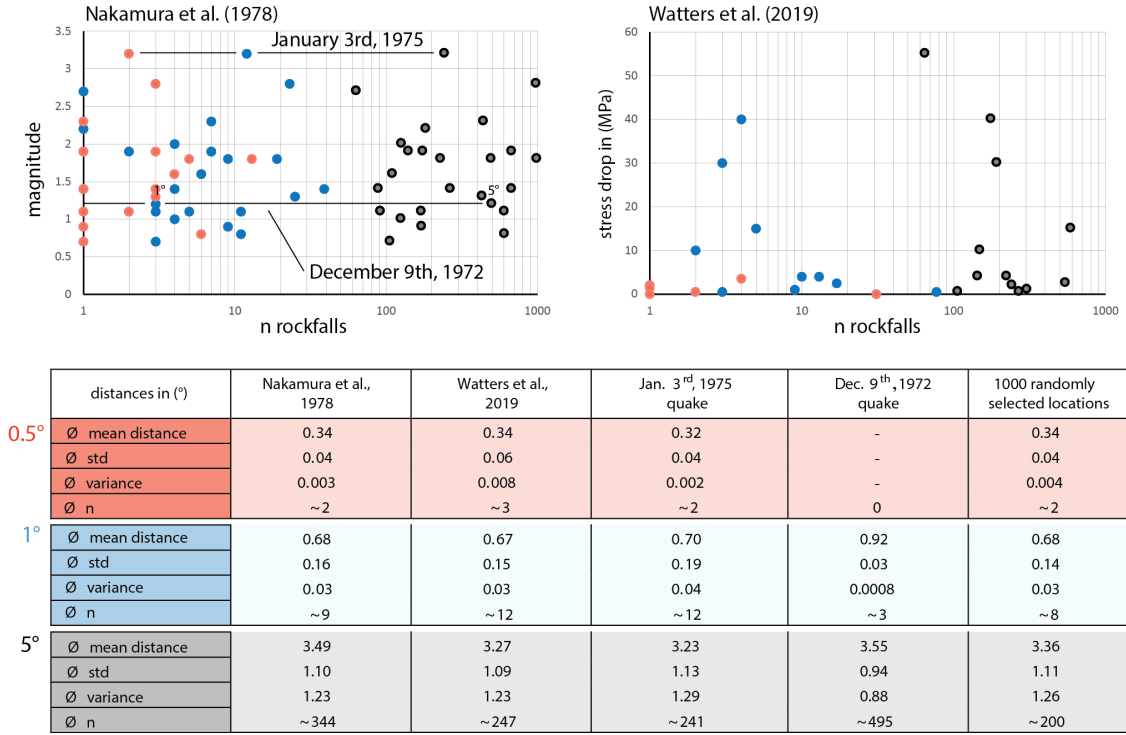 Nakamura et al. (1978)
Watters et al. (2019)
3.5
3
2.5
2
1.5
1
0.5
0
magnitude
January 3rd, 1975
1°
5°
December 9th, 1972
1
10
100
1000
n rockfalls
60
50
40
30
20
10
0
stress drop in (MPa)
1
10
100
1000
n rockfalls
distances in (°) Nakamura et al., 1978 Watters et al., 2019 Jan. 3rd, 1975 quake Dec. 9th, 1972 quake 1000 randomly selected locations
0.5°
Ø mean distance 0.34 0.34 0.32 - 0.34
Ø std 0.04 0.06 0.04 - 0.04
Ø variance 0.003 0.008 0.002 - 0.004
Ø n ~2 ~3 ~2 0 ~2
1°
Ø mean distance 0.68 0.67 0.70 0.92 0.68
Ø std 0.16 0.15 0.19 0.03 0.14
Ø variance 0.03 0.03 0.04 0.0008 0.03
Ø n ~9 ~12 ~12 ~3 ~8
5°
Ø mean distance 3.49 3.27 3.23 3.55 3.36
Ø std 1.10 1.09 1.13 0.94 1.11
Ø variance 1.23 1.23 1.29 0.88 1.26
Ø n ~344 ~247 ~241 ~495 ~200